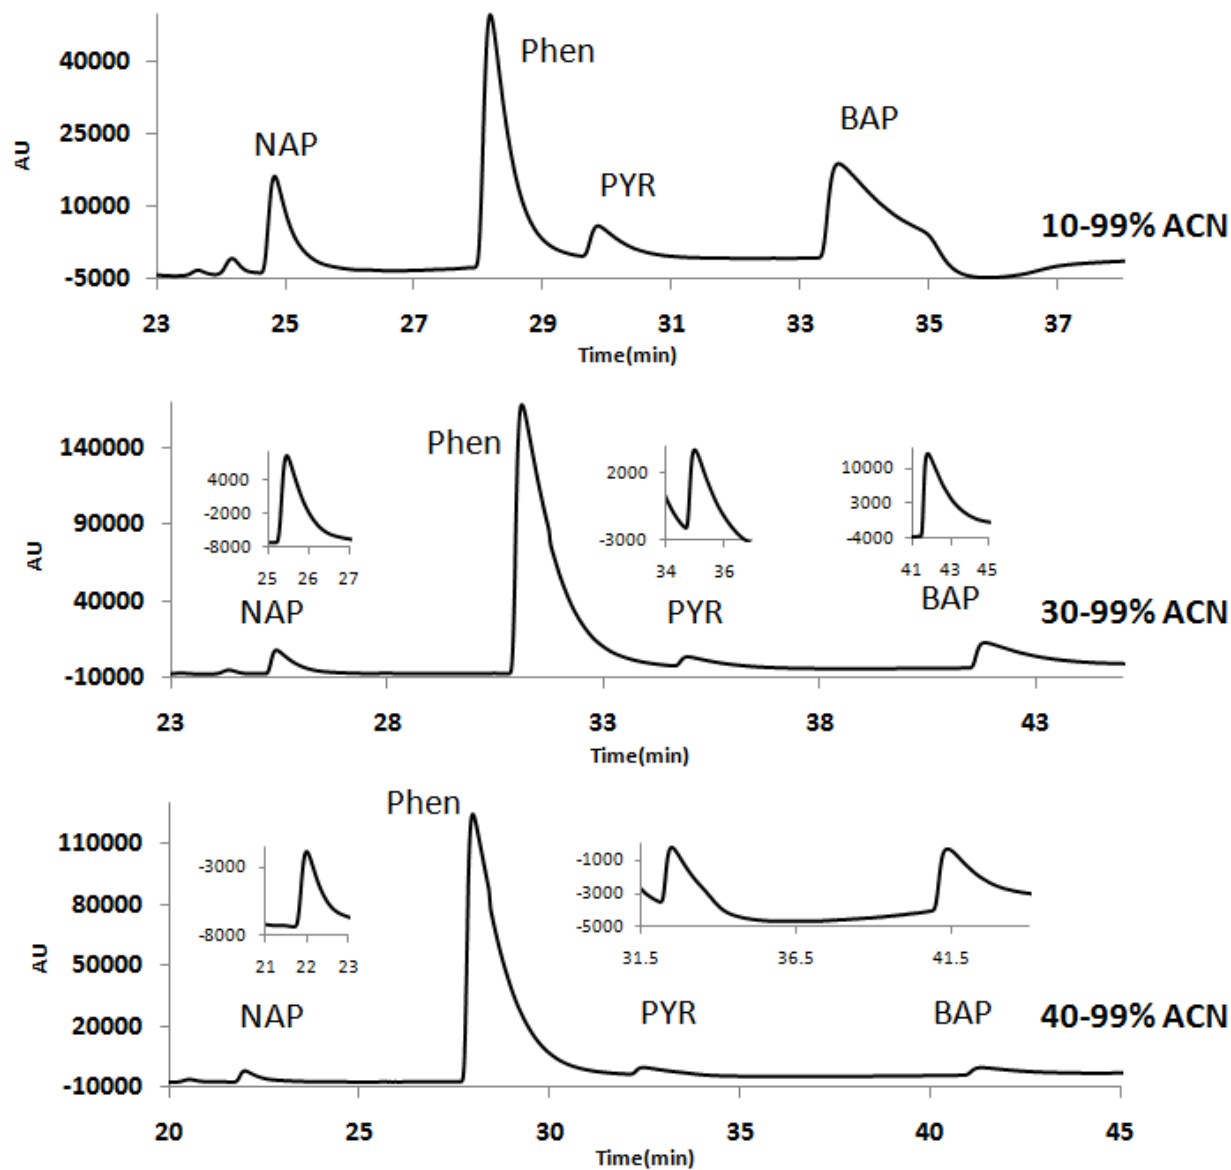 Phen
40000
NAP
BAP
25000
AU
PYR
10000
10-99% ACN
-5000
23 25 27 29 31 33 35 37
Time(min)
Phen
140000
4000
-2000
-8000
25 26 27
2000
-3000
34 36
10000
3000
-4000
41 43 45
90000
AU
40000
NAP
PYR
BAP
30-99% ACN
-10000
23 28 33 38 43
Time(min)
Phen
110000
-3000
-8000
21 22 23
-1000
-3000
-5000
31.5 36.5 41.5
80000
50000
AU
20000
NAP
PYR
BAP
40-99% ACN
-10000
20 25 30 35 40 45
Time(min)